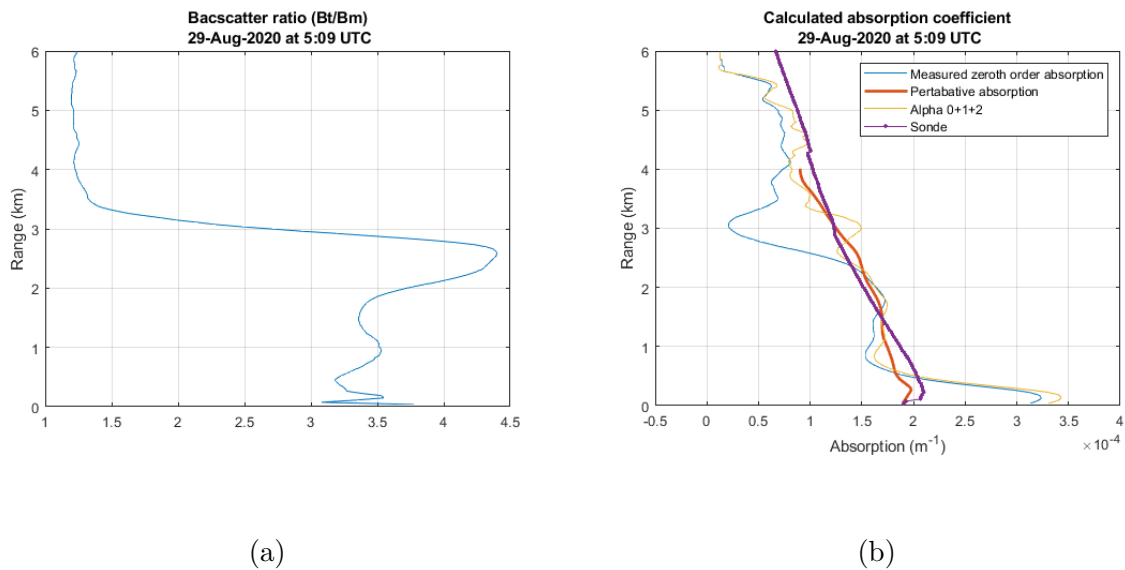 Bacscatter ratio (Bt/Bm)
29-Aug-2020 at 5:09 UTC
Range (km)
6
5
4
3
2
1
0
1
1.5
2
2.5
3
3.5
4
4.5
(a)
Calculated absorption coefficient
29-Aug-2020 at 5:09 UTC
Measured zeroth order absorption
Pertabative absorption
Alpha 0+1+2
Sonde
Range (km)
6
5
4
3
2
1
0
-0.5
0
0.5
1
1.5
2
2.5
3
3.5
4
Absorption (m⁻¹)
×10⁻⁴
(b)